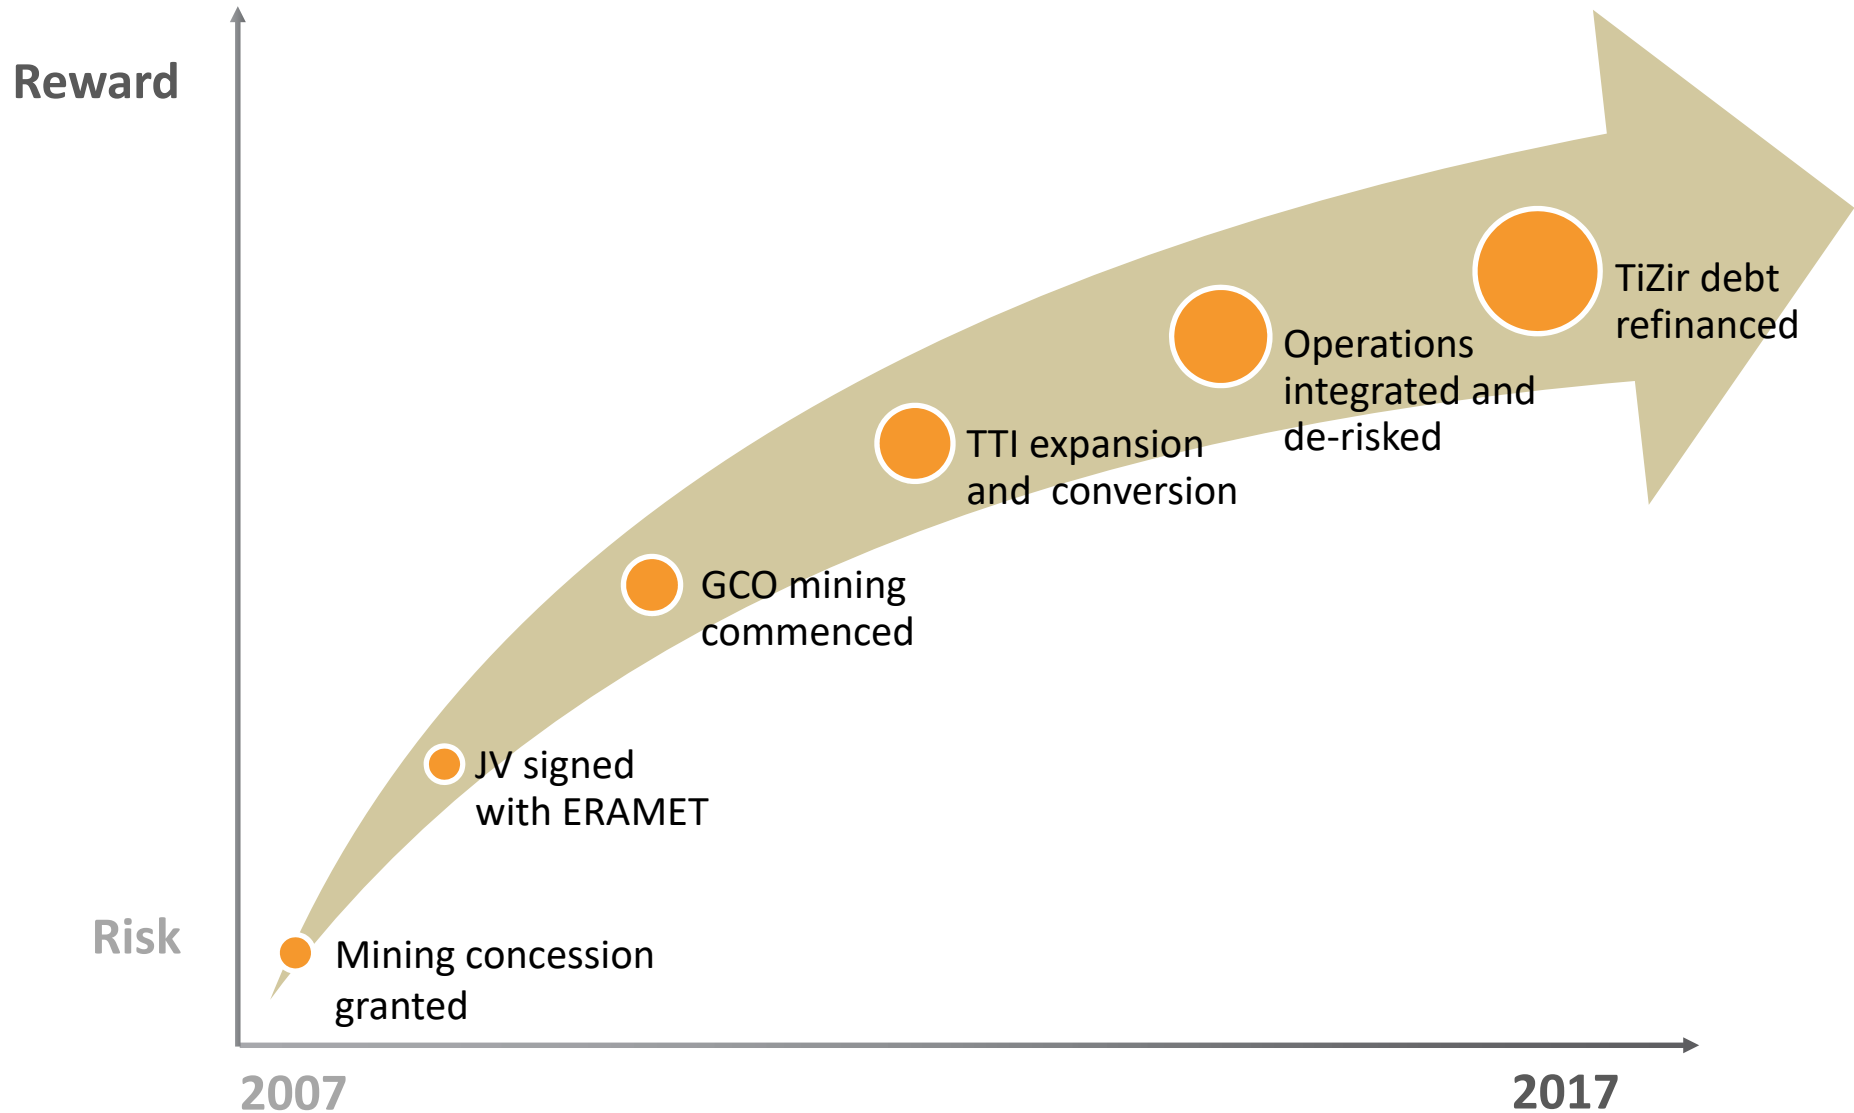 Reward
TiZir debt
refinanced
Operations
integrated and
de-risked
TTI expansion
and  conversion
GCO mining
commenced
JV signed
with ERAMET
Risk
Mining concession
granted
2007
2017